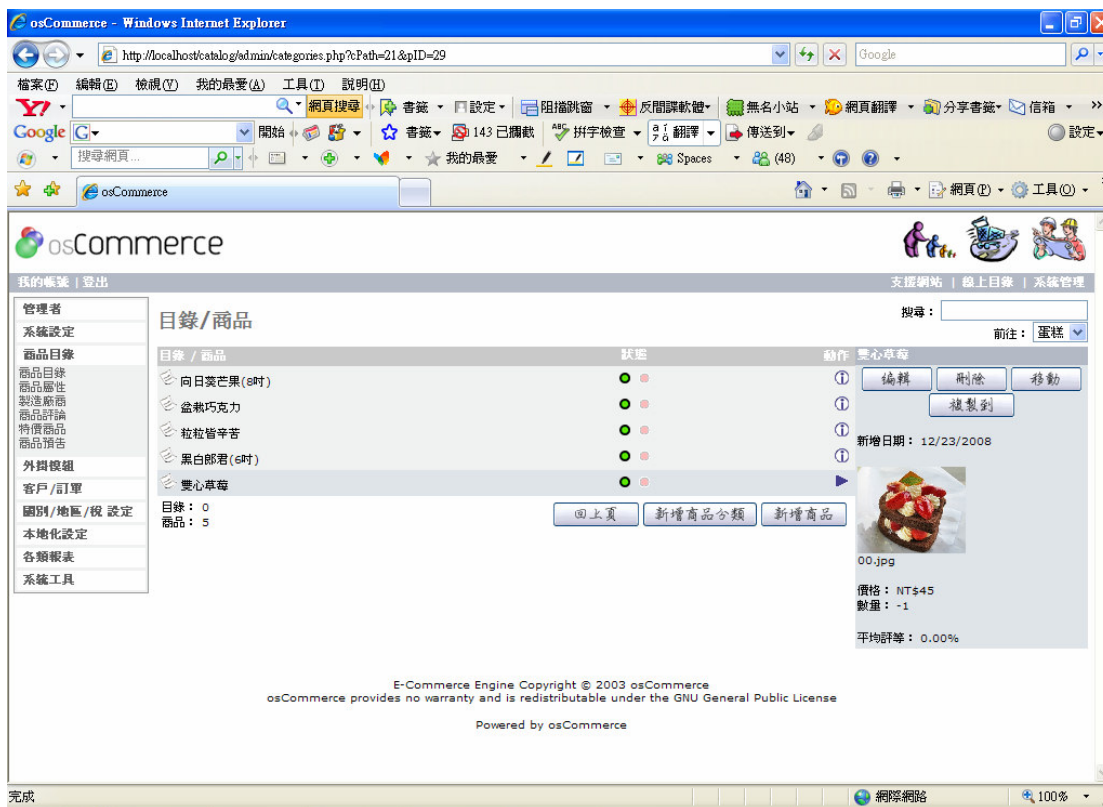 osCommerce - Windows Internet Explorer
http://localhost/catalog/admin/categories.php?cPath=21&pID=29
Google
檔案(F) 編輯(E) 檢視(V) 我的最愛(A) 工具(T) 說明(H)
Y! 網頁搜尋 書籤 設定 阻擋跳窗 反間諜軟體 無名小站 網頁翻譯 分享書籤 信箱 »
Google G 開始 書籤 143 已攔截 拼字檢查 翻譯 傳送到 設定
搜尋網頁... 我的最愛 Spaces (48)
osCommerce 網頁(P) 工具(O)
osCommerce
我的帳號 | 登出 支援網站 | 線上目錄 | 系統管理
管理者
系統設定
商品目錄
商品目錄
商品屬性
製造廠商
商品評論
特價商品
商品預告
外掛模組
客戶/訂單
國別/地區/稅 設定
本地化設定
各類報表
系統工具
目錄/商品
搜尋：
前往： 蛋糕
目錄 / 商品 狀態 動作
向日葵芒果(8吋)
盆栽巧克力
粒粒皆辛苦
黑白郎君(6吋)
雙心草莓
目錄： 0
商品： 5
回上頁 新增商品分類 新增商品
雙心草莓
編輯 刪除 移動
複製到
新增日期： 12/23/2008
00.jpg
價格： NT$45
數量： -1
平均評等： 0.00%
E-Commerce Engine Copyright © 2003 osCommerce
osCommerce provides no warranty and is redistributable under the GNU General Public License
Powered by osCommerce
完成 網際網路 100%